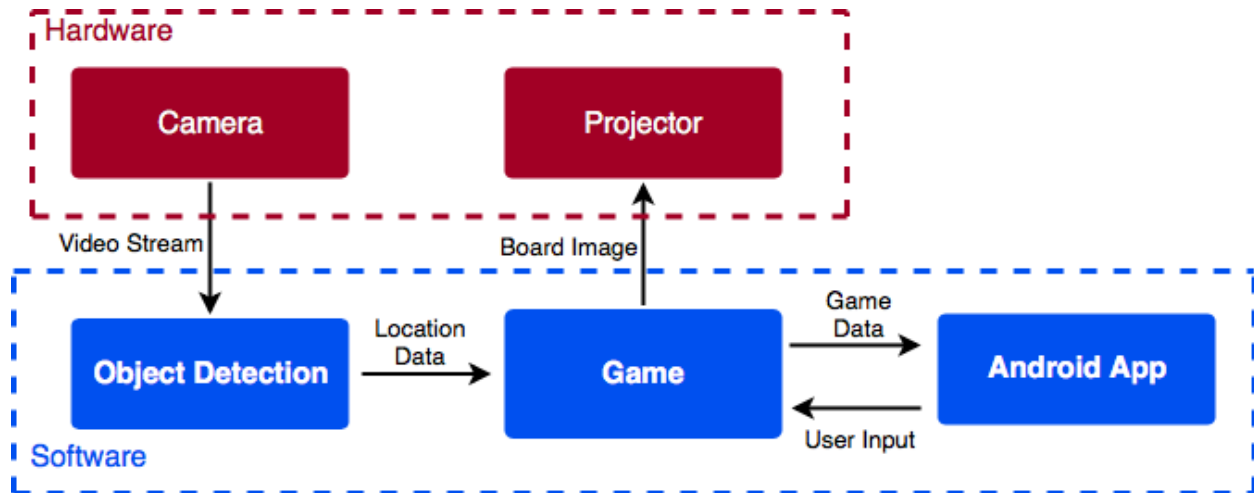 Hardware
Camera
Projector
Video Stream
Board Image
Object Detection
Location
Data
Game
Game
Data
User Input
Android App
Software